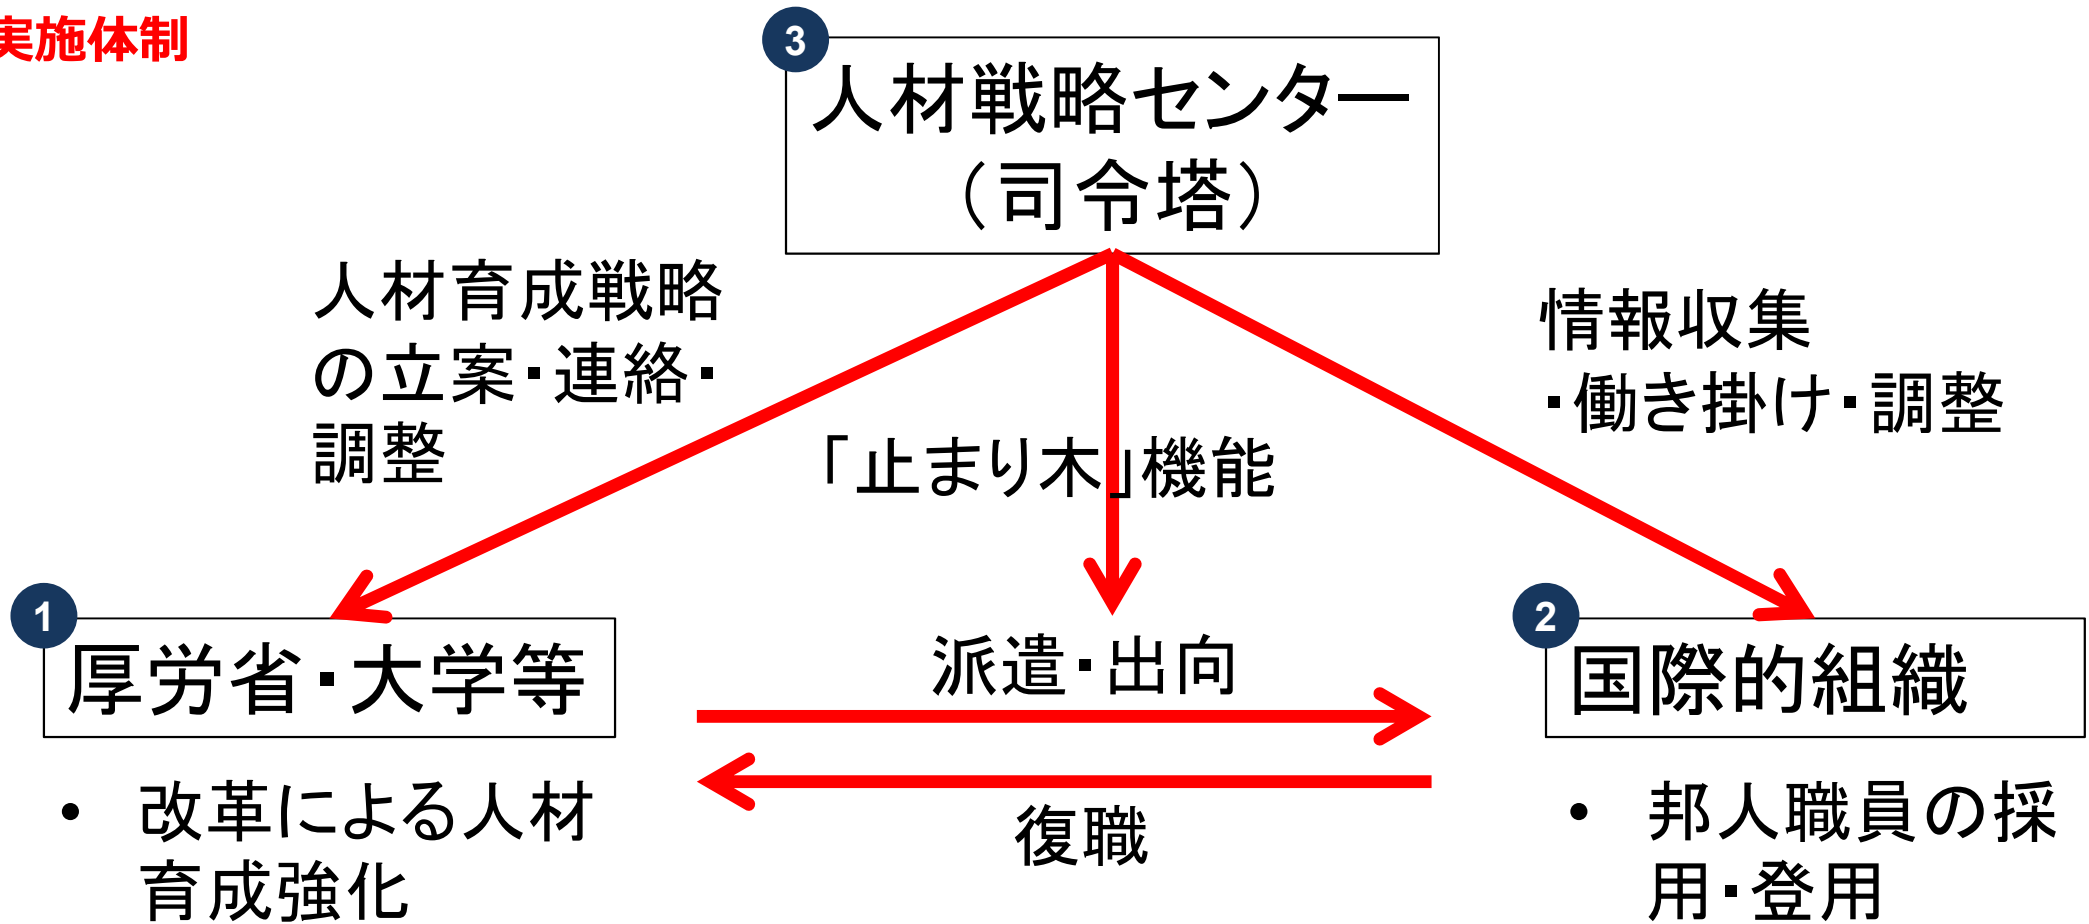 実施体制
3
人材戦略センター
（司令塔）
人材育成戦略
の立案・連絡・
調整
情報収集
・働き掛け・調整
「止まり木」機能
1
厚労省・大学等
派遣・出向
2
国際的組織
復職
• 改革による人材
育成強化
• 邦人職員の採
用・登用